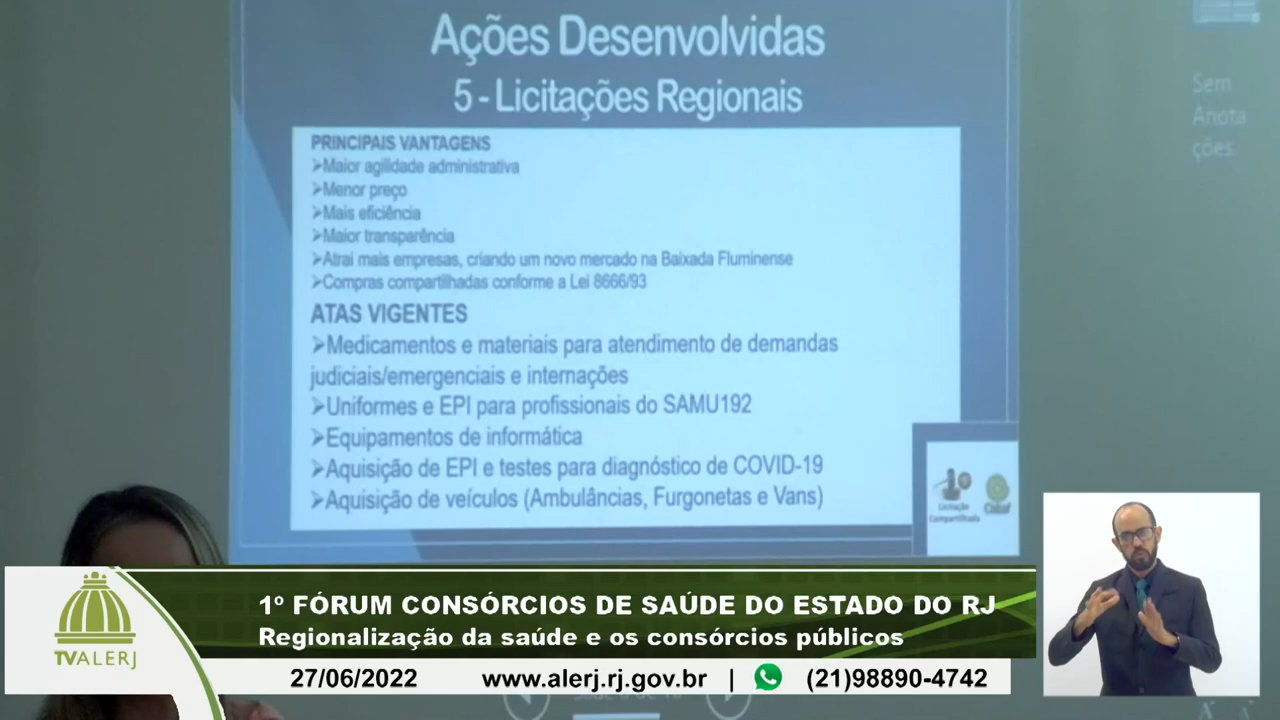 Ações Desenvolvidas
5 - Licitações Regionais
PRINCIPAIS VANTAGENS
➢Maior agilidade administrativa
➢Menor preço
➢Mais eficiência
➢Maior transparência
➢Atrai mais empresas, criando um novo mercado na Baixada Fluminense
➢Compras compartilhadas conforme a Lei 8666/93
ATAS VIGENTES
➢Medicamentos e materiais para atendimento de demandas
judiciais/emergenciais e internações
➢Uniformes e EPI para profissionais do SAMU192
➢Equipamentos de informática
➢Aquisição de EPI e testes para diagnóstico de COVID-19
➢Aquisição de veículos (Ambulâncias, Furgonetas e Vans)
Licitação
Compartilhada
Sem
Anota
ções.
1º FÓRUM CONSÓRCIOS DE SAÚDE DO ESTADO DO RJ
Regionalização da saúde e os consórcios públicos
TVALERJ
27/06/2022 www.alerj.rj.gov.br | (21)98890-4742